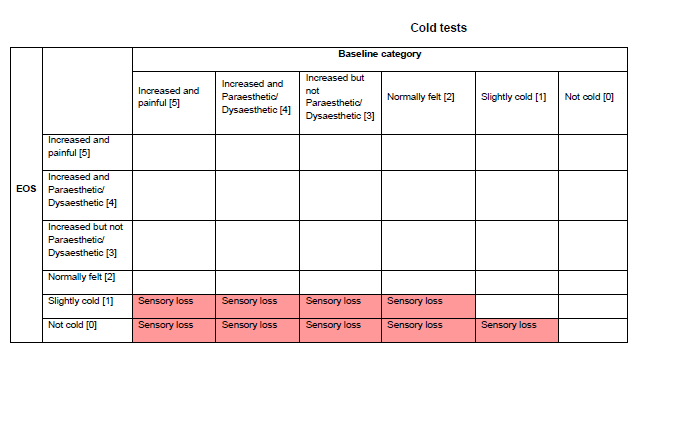 Cold tests
Baseline category
Increased and
painful [5]
Increased and
Paraesthetic/
Dysaesthetic [4]
Increased but
not
Paraesthetic/
Dysaesthetic [3]
Normally felt [2]
Slightly cold [1]
Not cold [0]
EOS
Increased and
painful [5]
Increased and
Paraesthetic/
Dysaesthetic [4]
Increased but not
Paraesthetic/
Dysaesthetic [3]
Normally felt [2]
Slightly cold [1]
Sensory loss
Sensory loss
Sensory loss
Sensory loss
Not cold [0]
Sensory loss
Sensory loss
Sensory loss
Sensory loss
Sensory loss